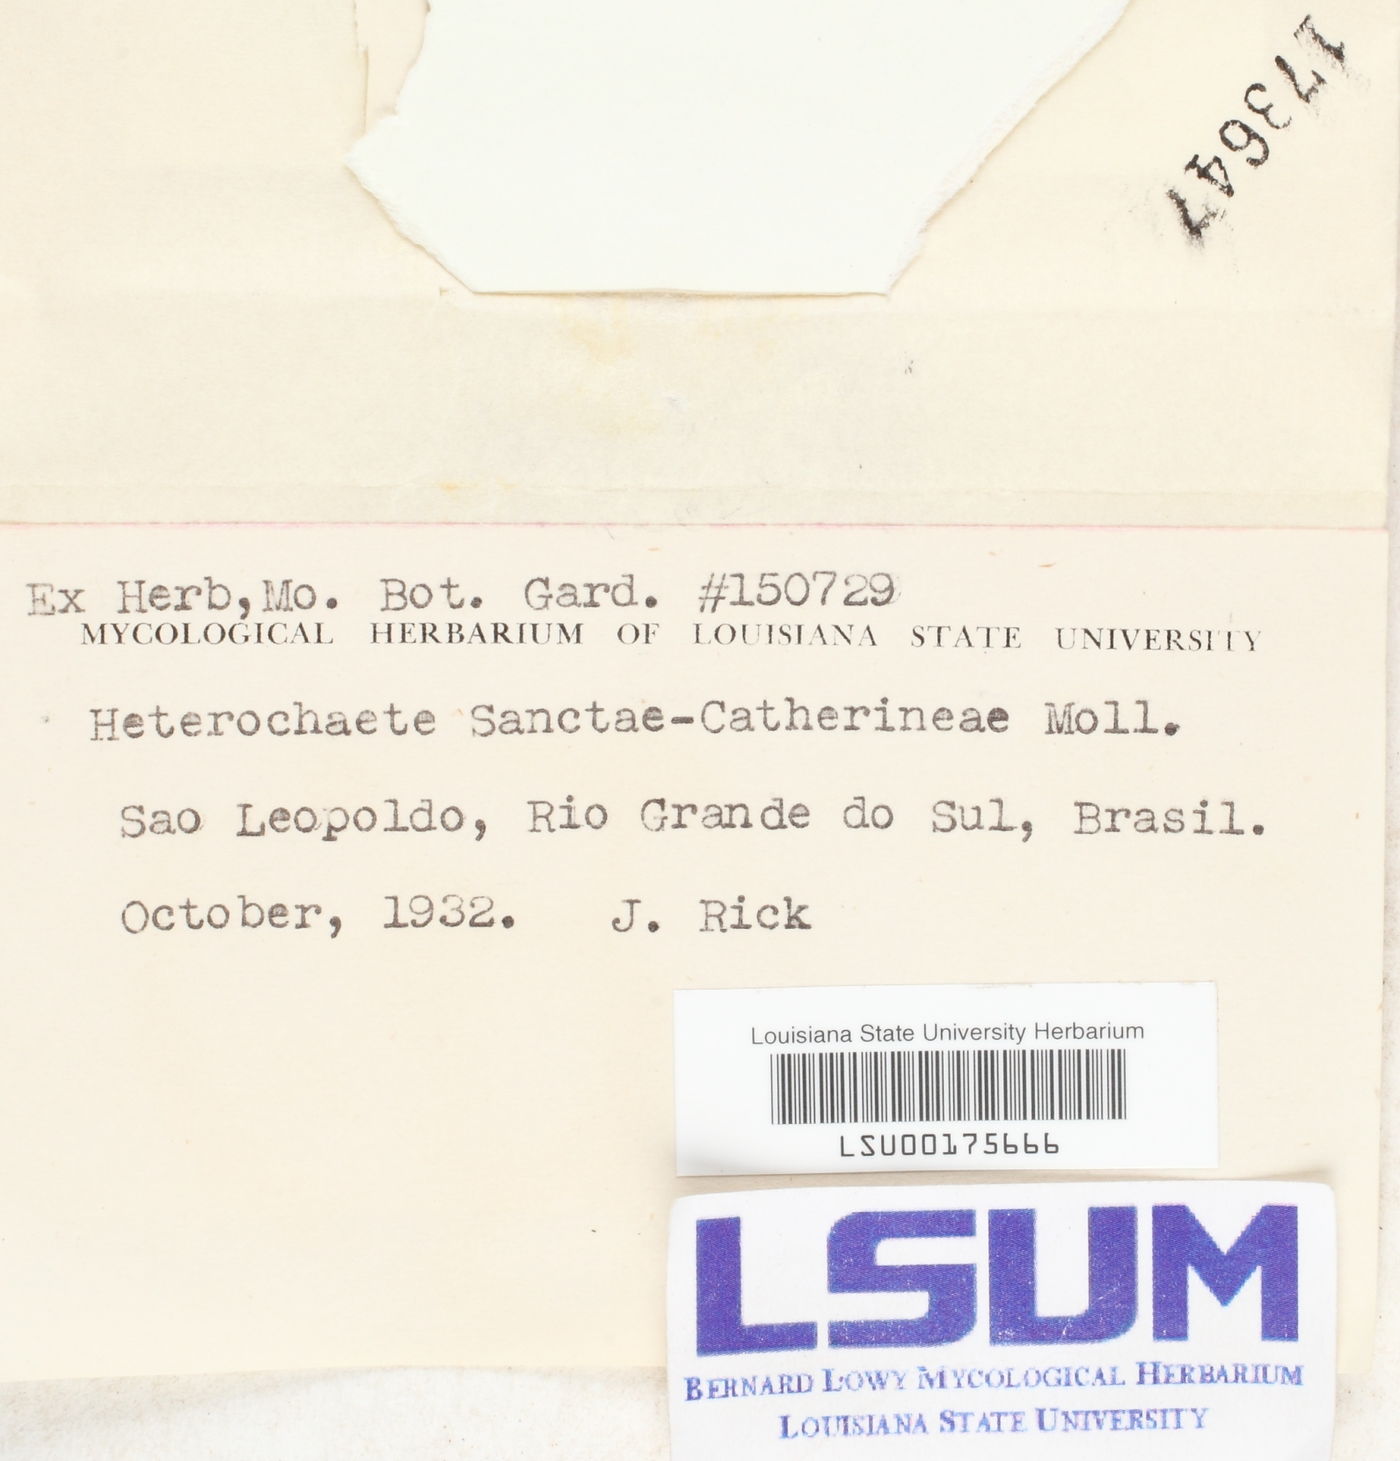 173647
Ex Herb,Mo. Bot. Gard. #150729
MYCOLOGICAL HERBARIUM OF LOUISIANA STATE UNIVERSITY
Heterochaete Sanctae-Catherineae Moll.
Sao Leopoldo, Rio Grande do Sul, Brasil.
October, 1932. J. Rick
Louisiana State University Herbarium
LSU00175666
LSUM
BERNARD LOWY MYCOLOGICAL HERBARIUM
LOUISIANA STATE UNIVERSITY